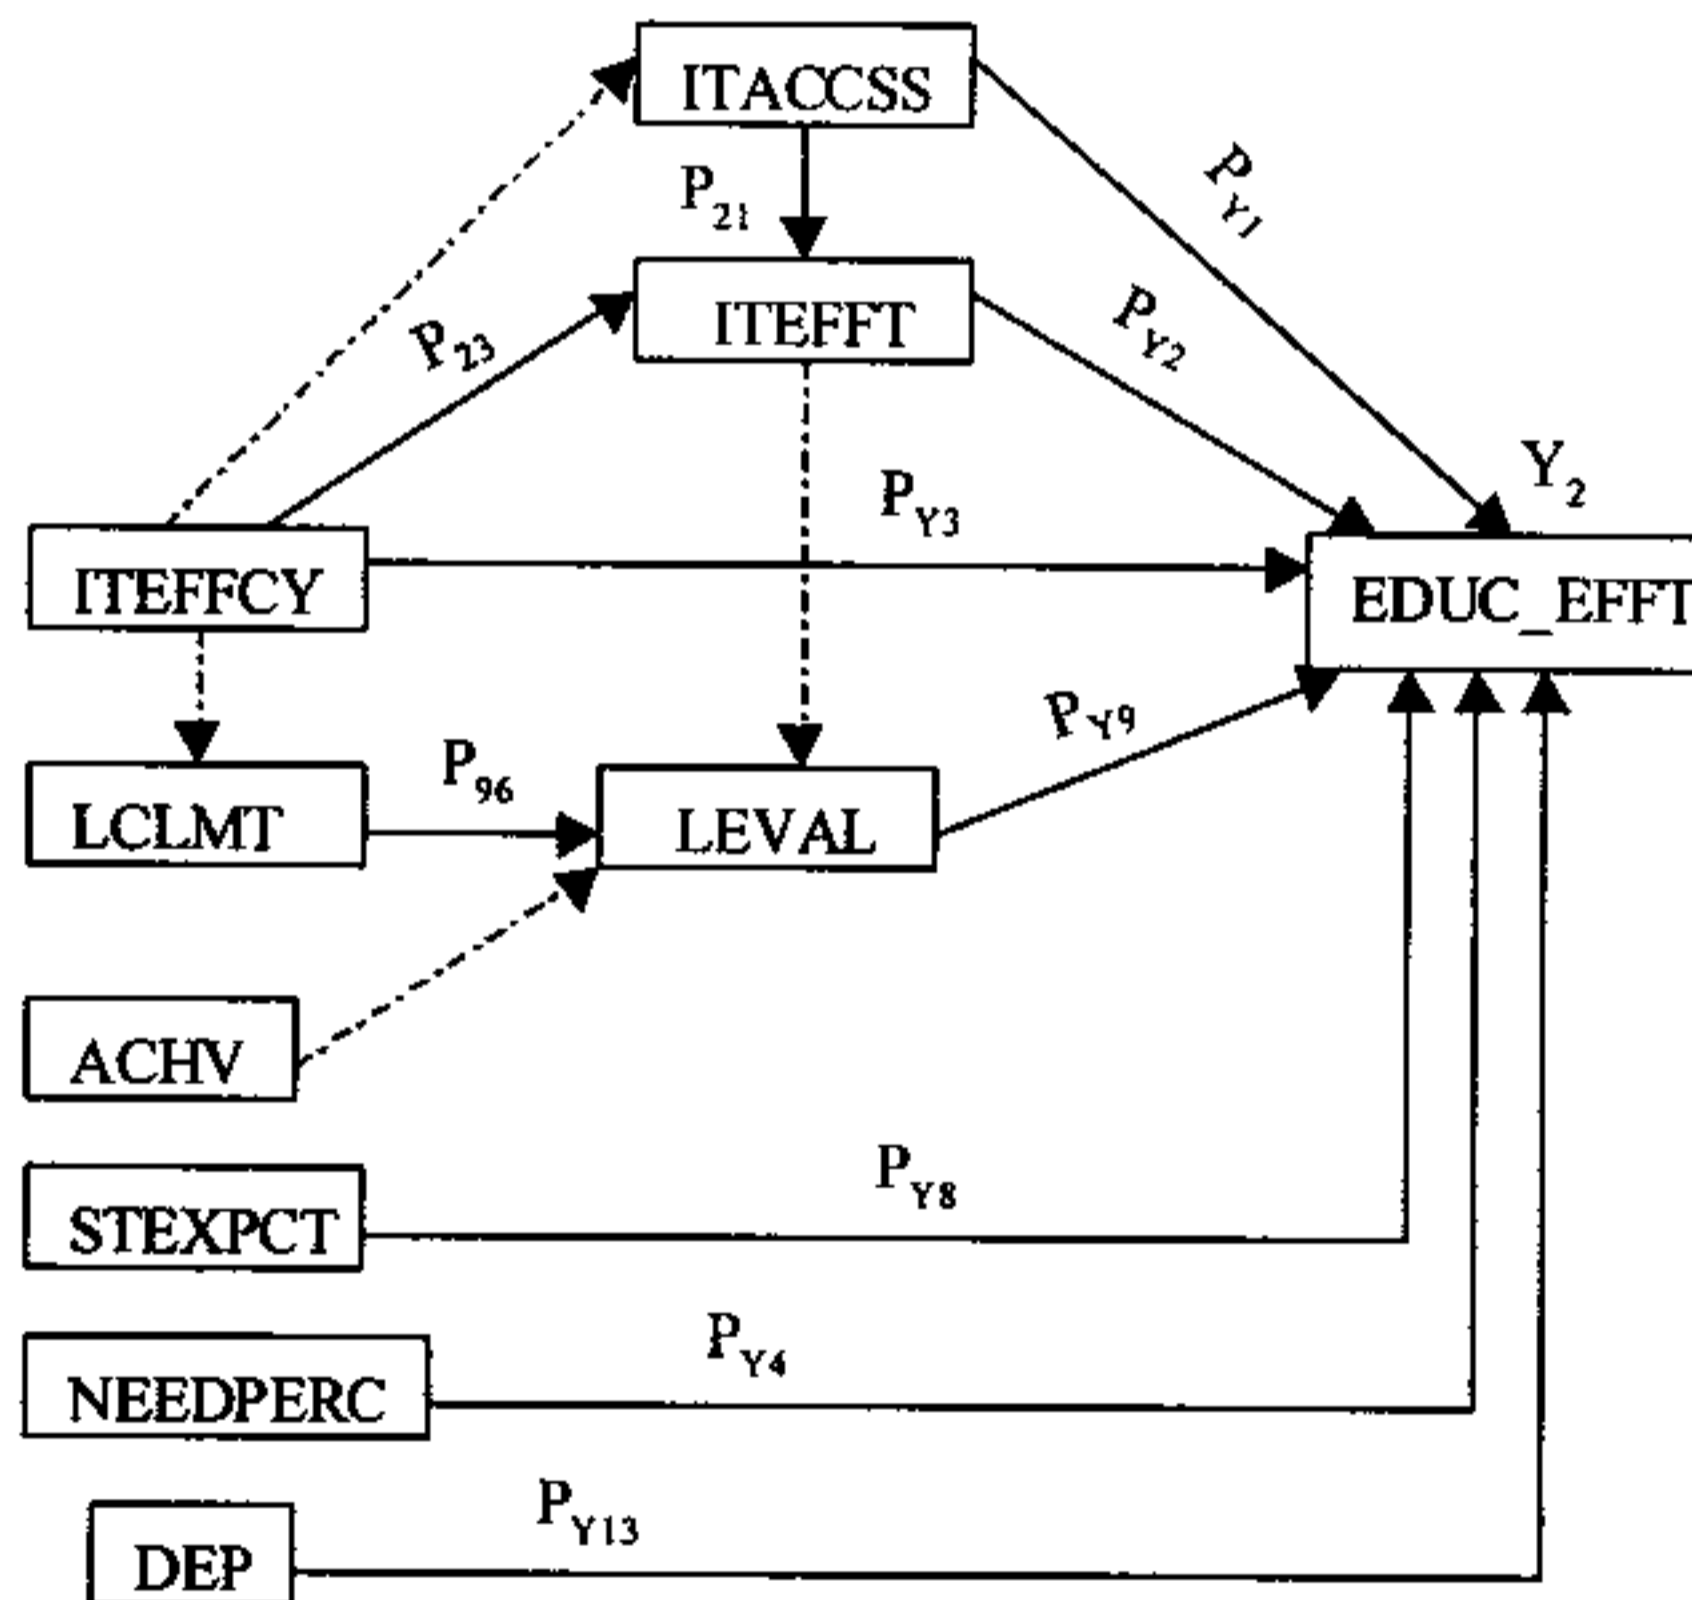 ITACCSS
P21
PY1
ITEFFT
P23
PY2
Y2
PY3
ITEFFCY
EDUC_EFFT
PY9
P96
LCLMT
LEVAL
ACHV
PY8
STEXPCT
PY4
NEEDPERC
PY13
DEP